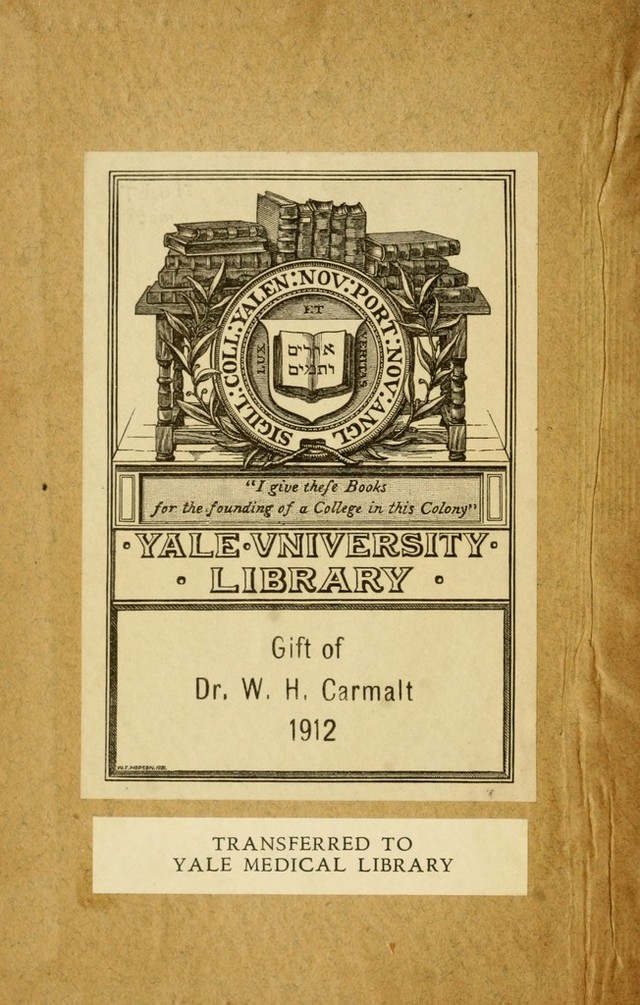 SIGILL:COLL:YALEN:NOV:PORT:NOV:ANGL
ET
LUX
VERITAS
אורים
ותמים
"I give theſe Books
for the founding of a College in this Colony"
·YALE·VNIVERSITY·
· LIBRARY ·
Gift of
Dr. W. H. Carmalt
1912
TRANSFERRED TO
YALE MEDICAL LIBRARY